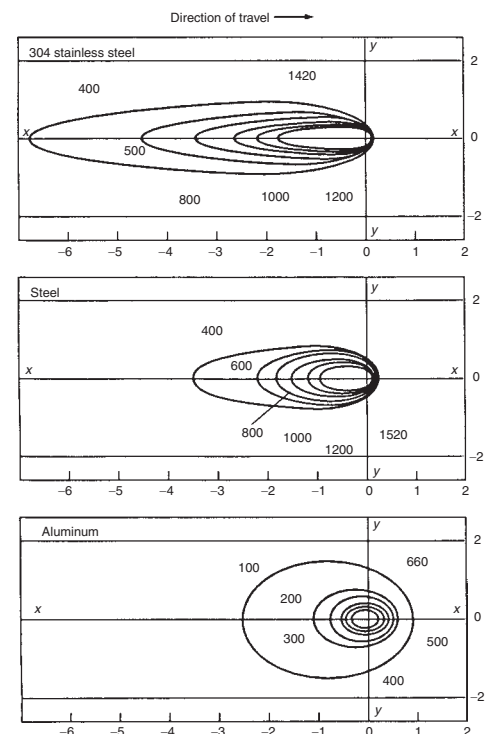 Direction of travel
y
304 stainless steel
2
400
1420
x
x
0
500
800
1000
1200
-2
y
-6 -5 -4 -3 -2 -1 0 1 2
y
Steel
2
400
x
600
x
0
800
1000
1520
1200
-2
y
-6 -5 -4 -3 -2 -1 0 1 2
y
Aluminum
2
100
660
200
x
x
0
300
500
400
-2
y
-6 -5 -4 -3 -2 -1 0 1 2